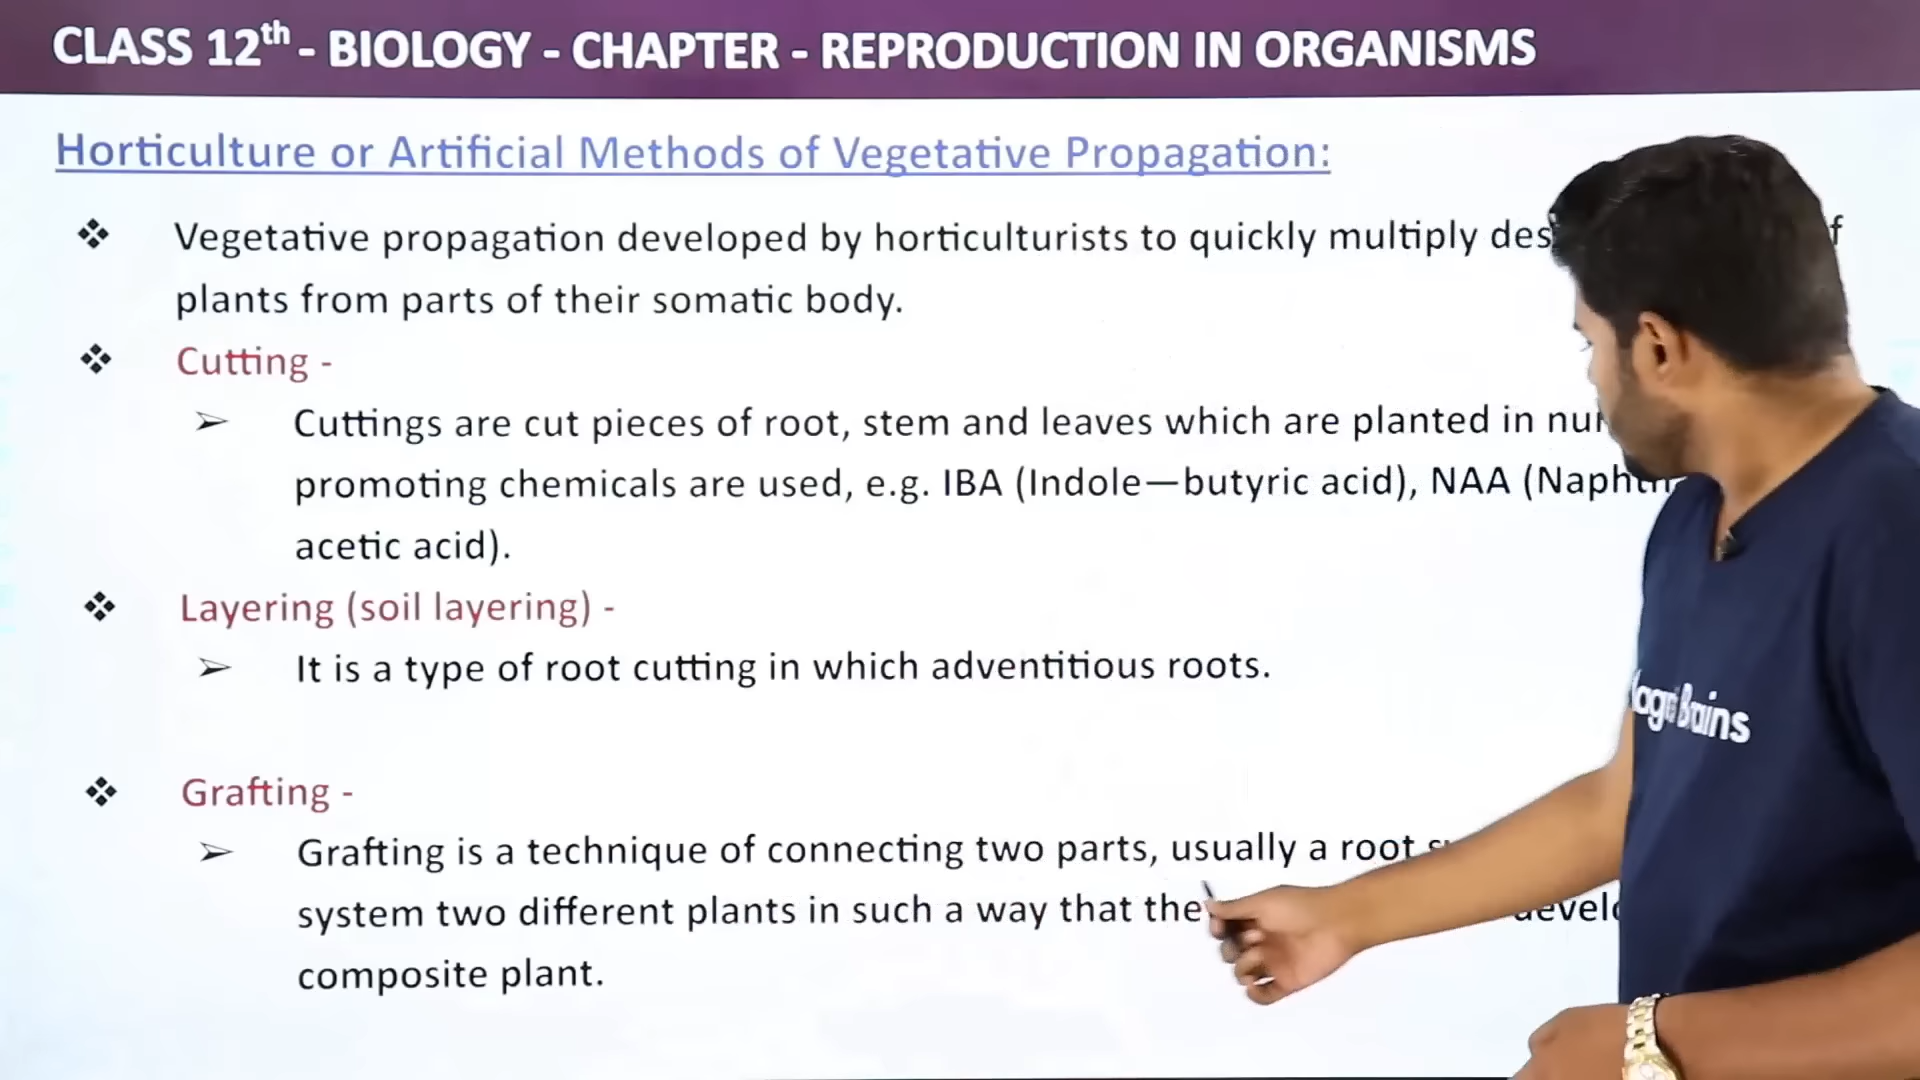 CLASS 12th - BIOLOGY - CHAPTER - REPRODUCTION IN ORGANISMS
Horticulture or Artificial Methods of Vegetative Propagation:
❖ Vegetative propagation developed by horticulturists to quickly multiply
plants from parts of their somatic body.
❖ Cutting -
➢ Cuttings are cut pieces of root, stem and leaves which are planted in
promoting chemicals are used, e.g. IBA (Indole—butyric acid), NAA
acetic acid).
❖ Layering (soil layering) -
➢ It is a type of root cutting in which adventitious roots.
❖ Grafting -
➢ Grafting is a technique of connecting two parts, usually a root
system two different plants in such a way that
composite plant.
Brains